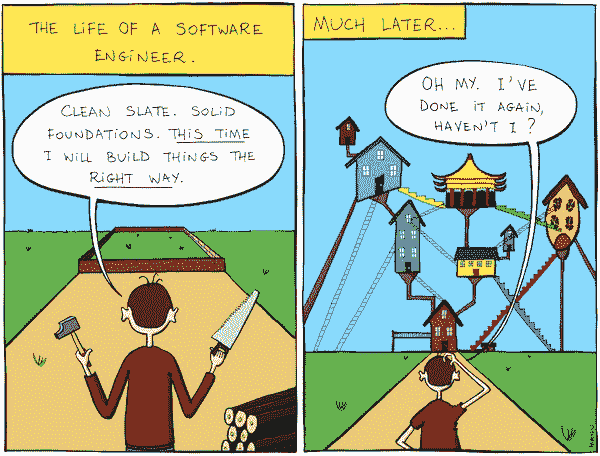 THE LIFE OF A SOFTWARE
ENGINEER.
CLEAN SLATE. SOLID
FOUNDATIONS. THIS TIME
I WILL BUILD THINGS THE
RIGHT WAY.
MUCH LATER...
OH MY. I'VE
DONE IT AGAIN,
HAVEN'T I ?